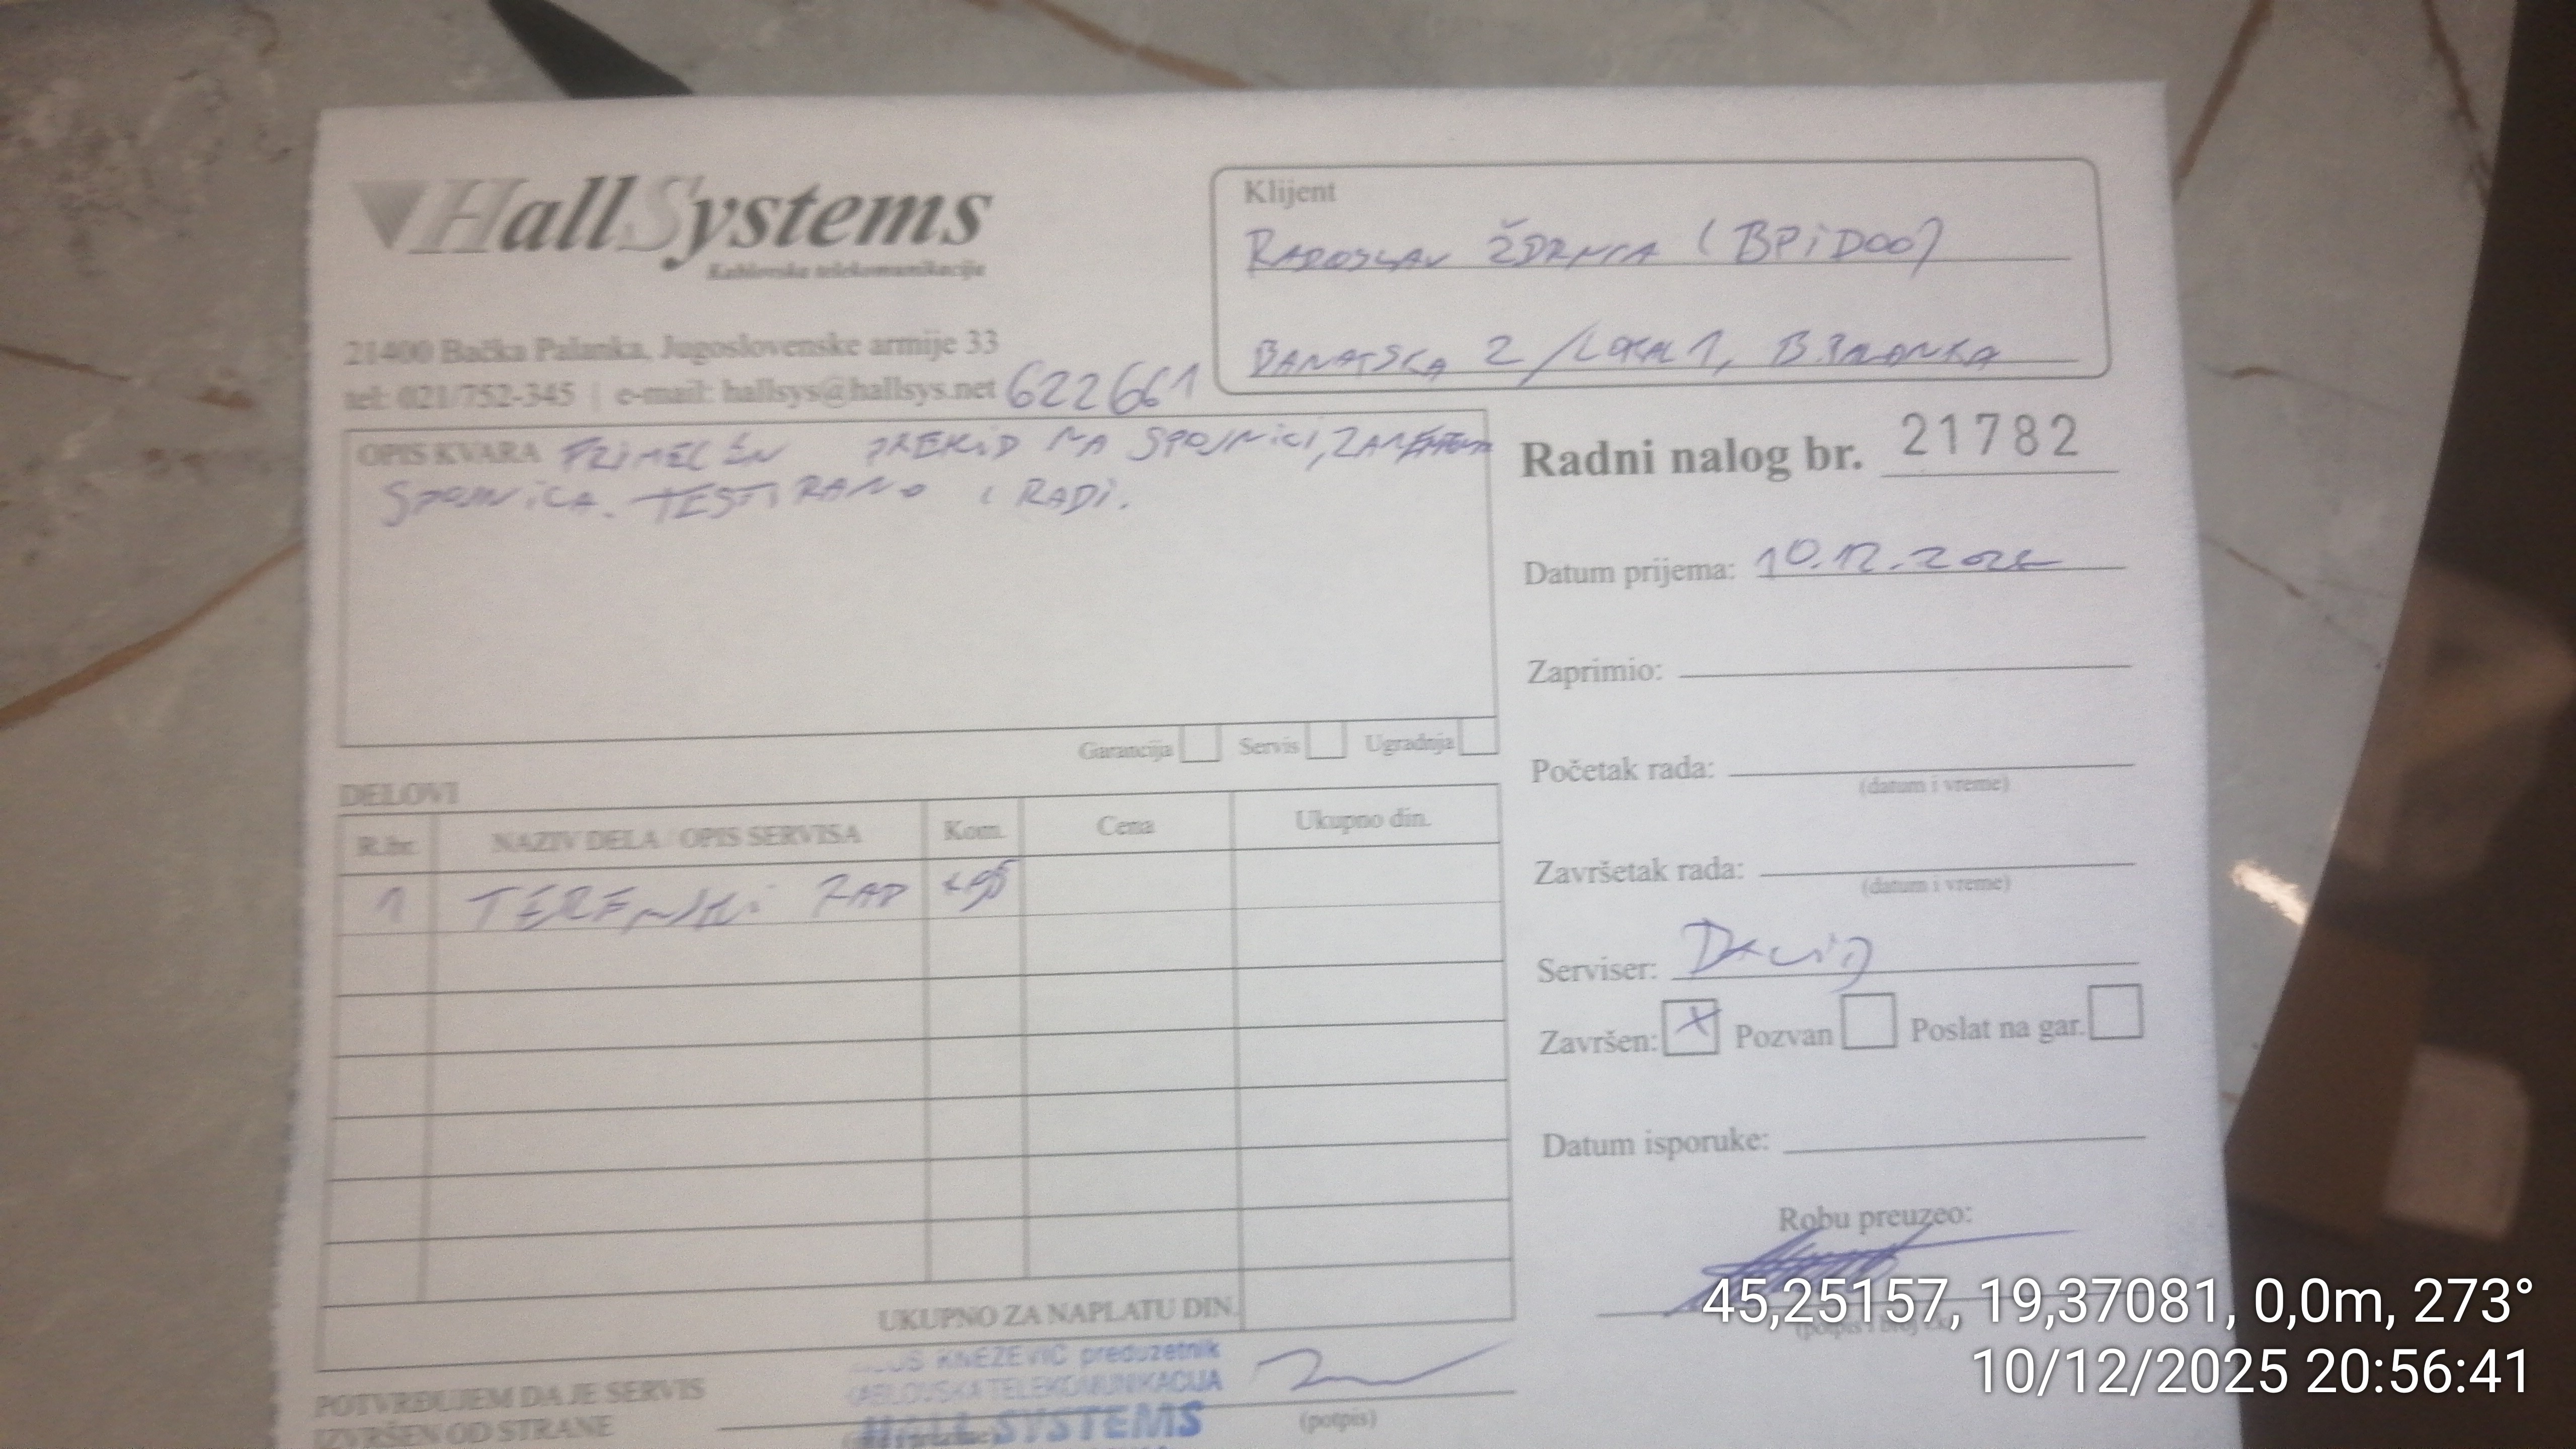 HallSystems
Kablovska telekomunikacija
21400 Bačka Palanka, Jugoslovenske armije 33
tel: 021/752-345 | e-mail: hallsys@hallsys.net
622661
Klijent
RADOSLAV (BPI DOO)
BANATSKA 2 /LOKAL 1,
OPIS KVARA PRIMEĆEN PREKID NA SPOJNICI,
SPOJNICA. TESTIRANO I RADI.
Garancija Servis Ugradnja
Radni nalog br. 21782
Datum prijema: 10.12.
Zaprimio:
Početak rada:
(datum i vreme)
Završetak rada:
(datum i vreme)
Serviser: DAVID
Završen: X Pozvan Poslat na gar.
Datum isporuke:
Robu preuzeo:
DELOVI
R.br. NAZIV DELA / OPIS SERVISA Kom. Cena Ukupno din.
1 TERENSKI RAD
UKUPNO ZA NAPLATU DIN.
POTVRĐUJEM DA JE SERVIS
IZVRŠEN OD STRANE
KNEŽEVIĆ preduzetnik
KABLOVSKA TELEKOMUNIKACIJA
HALL SYSTEMS
(potpis)
45,25157, 19,37081, 0,0m, 273°
10/12/2025 20:56:41